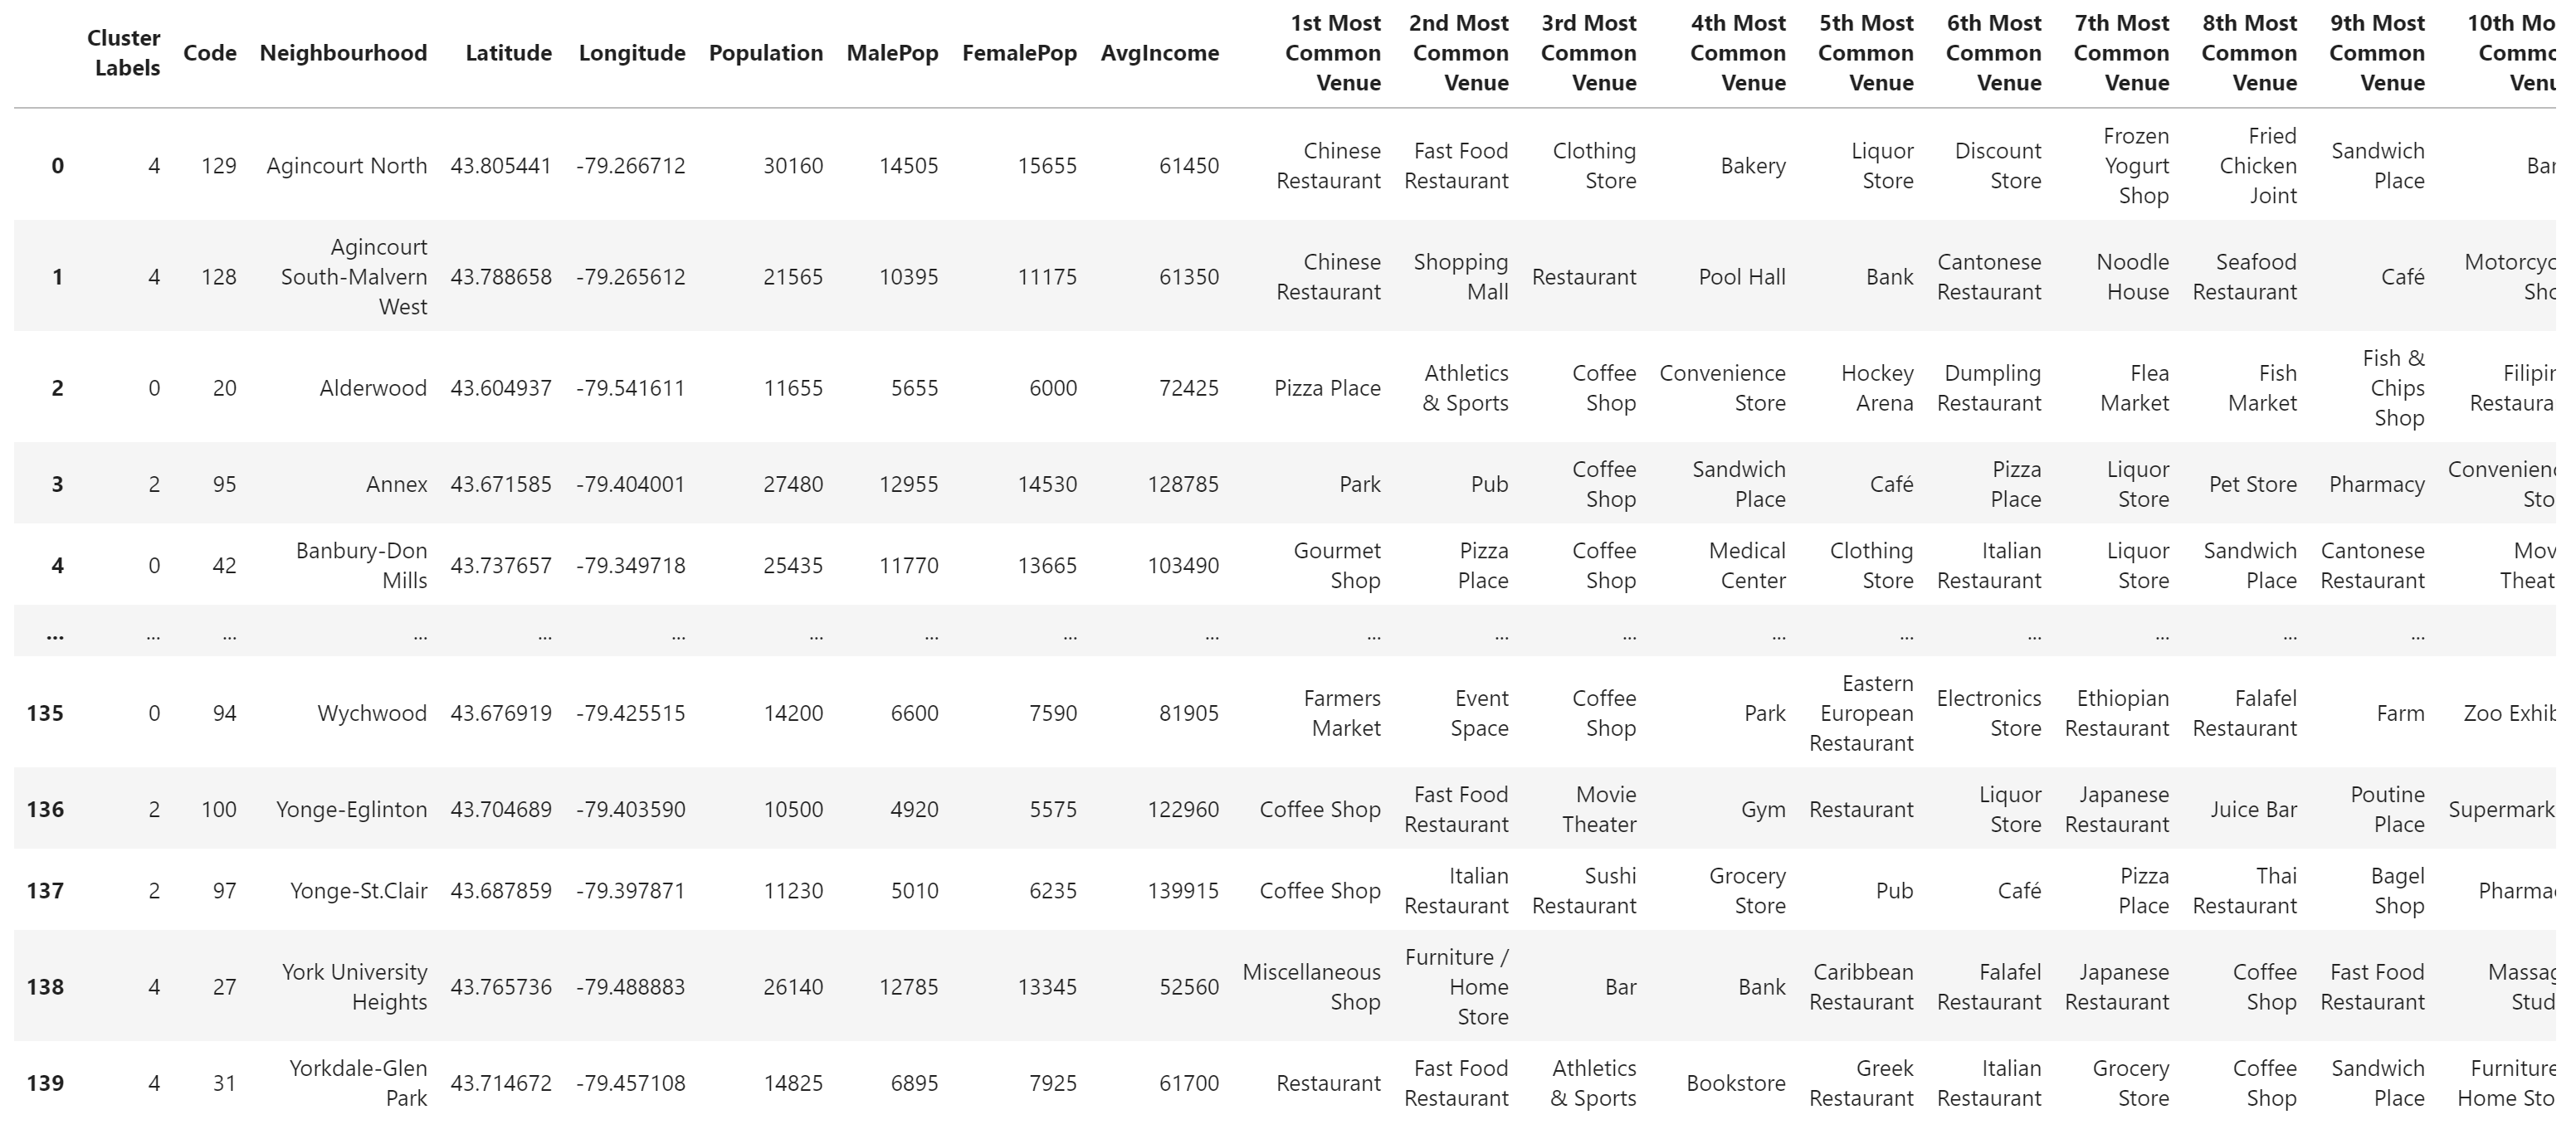 Cluster Labels Code Neighbourhood Latitude Longitude Population MalePop FemalePop AvgIncome 1st Most Common Venue 2nd Most Common Venue 3rd Most Common Venue 4th Most Common Venue 5th Most Common Venue 6th Most Common Venue 7th Most Common Venue 8th Most Common Venue 9th Most Common Venue 10th Mo Comm Ven
0 4 129 Agincourt North 43.805441 -79.266712 30160 14505 15655 61450 Chinese Restaurant Fast Food Restaurant Clothing Store Bakery Liquor Store Discount Store Frozen Yogurt Shop Fried Chicken Joint Sandwich Place Ban
1 4 128 Agincourt South-Malvern West 43.788658 -79.265612 21565 10395 11175 61350 Chinese Restaurant Shopping Mall Restaurant Pool Hall Bank Cantonese Restaurant Noodle House Seafood Restaurant Café Motorcyc Sho
2 0 20 Alderwood 43.604937 -79.541611 11655 5655 6000 72425 Pizza Place Athletics & Sports Coffee Shop Convenience Store Hockey Arena Dumpling Restaurant Flea Market Fish Market Fish & Chips Shop Filipin Restaura
3 2 95 Annex 43.671585 -79.404001 27480 12955 14530 128785 Park Pub Coffee Shop Sandwich Place Café Pizza Place Liquor Store Pet Store Pharmacy Convenienc Sto
4 0 42 Banbury-Don Mills 43.737657 -79.349718 25435 11770 13665 103490 Gourmet Shop Pizza Place Coffee Shop Medical Center Clothing Store Italian Restaurant Liquor Store Sandwich Place Cantonese Restaurant Mov Theat
... ... ... ... ... ... ... ... ... ... ... ... ... ... ... ... ... ... ...
135 0 94 Wychwood 43.676919 -79.425515 14200 6600 7590 81905 Farmers Market Event Space Coffee Shop Park Eastern European Restaurant Electronics Store Ethiopian Restaurant Falafel Restaurant Farm Zoo Exhib
136 2 100 Yonge-Eglinton 43.704689 -79.403590 10500 4920 5575 122960 Coffee Shop Fast Food Restaurant Movie Theater Gym Restaurant Liquor Store Japanese Restaurant Juice Bar Poutine Place Supermark
137 2 97 Yonge-St.Clair 43.687859 -79.397871 11230 5010 6235 139915 Coffee Shop Italian Restaurant Sushi Restaurant Grocery Store Pub Café Pizza Place Thai Restaurant Bagel Shop Pharmac
138 4 27 York University Heights 43.765736 -79.488883 26140 12785 13345 52560 Miscellaneous Shop Furniture / Home Store Bar Bank Caribbean Restaurant Falafel Restaurant Japanese Restaurant Coffee Shop Fast Food Restaurant Massag Stud
139 4 31 Yorkdale-Glen Park 43.714672 -79.457108 14825 6895 7925 61700 Restaurant Fast Food Restaurant Athletics & Sports Bookstore Greek Restaurant Italian Restaurant Grocery Store Coffee Shop Sandwich Place Furniture Home Sto